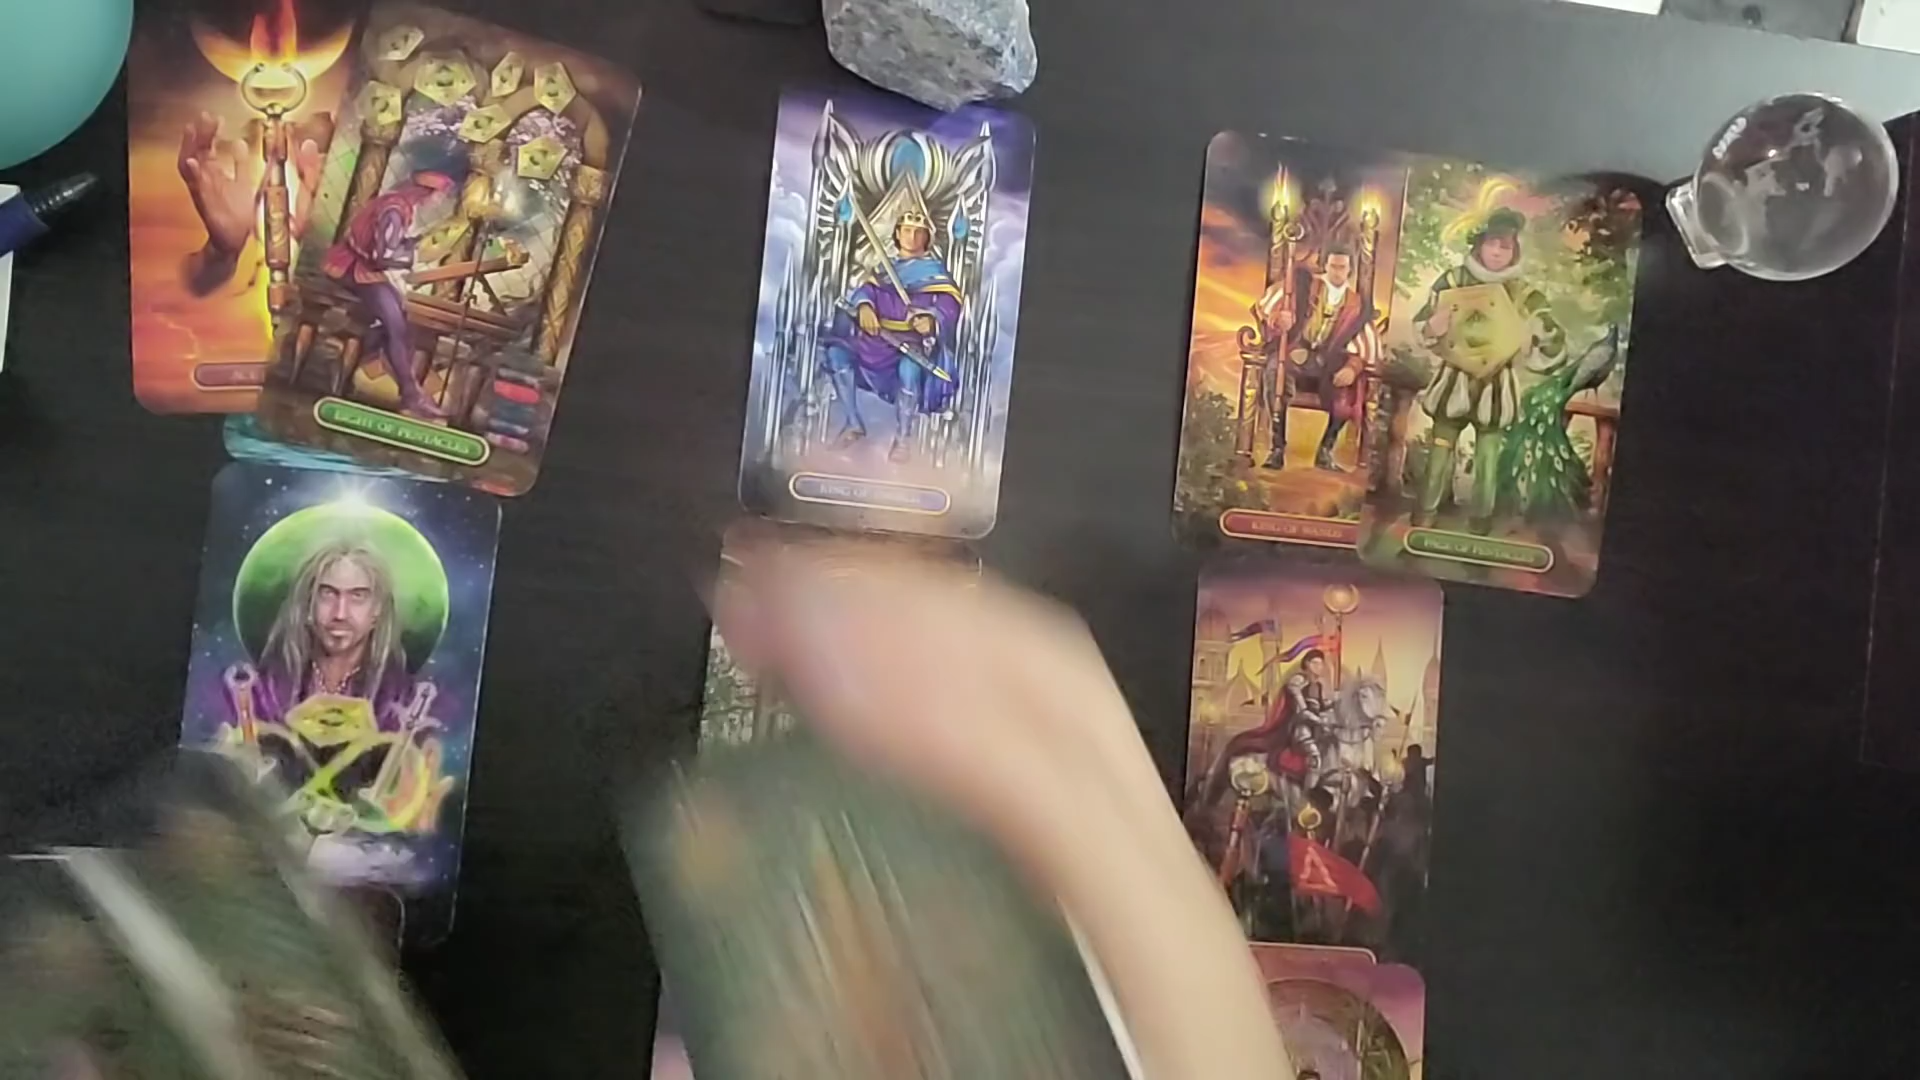 EIGHT OF PENTACLES
KING OF SWORDS
KING OF WANDS
PAGE OF PENTACLES